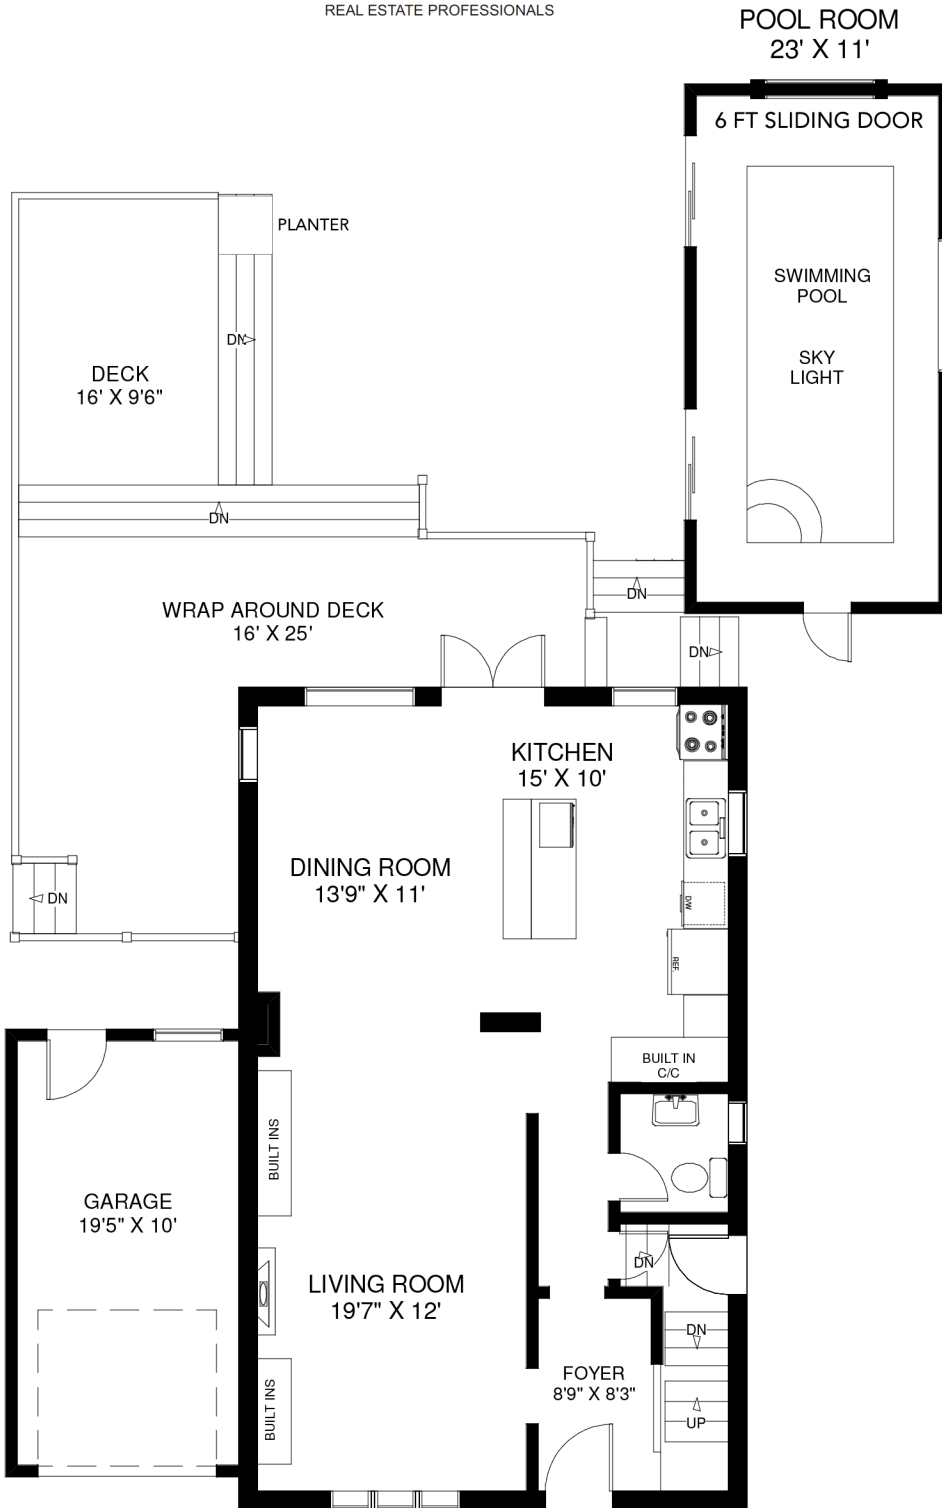 REAL ESTATE PROFESSIONALS
POOL ROOM
23' X 11'
6 FT SLIDING DOOR
PLANTER
SWIMMING
POOL
DN
SKY
LIGHT
DECK
16' X 9'6"
DN
DN
WRAP AROUND DECK
16' X 25'
DN
KITCHEN
15' X 10'
DINING ROOM
13'9" X 11'
DN
D/W
REF.
BUILT IN
C/C
BUILT INS
GARAGE
19'5" X 10'
DN
LIVING ROOM
19'7" X 12'
DN
FOYER
8'9" X 8'3"
BUILT INS
UP